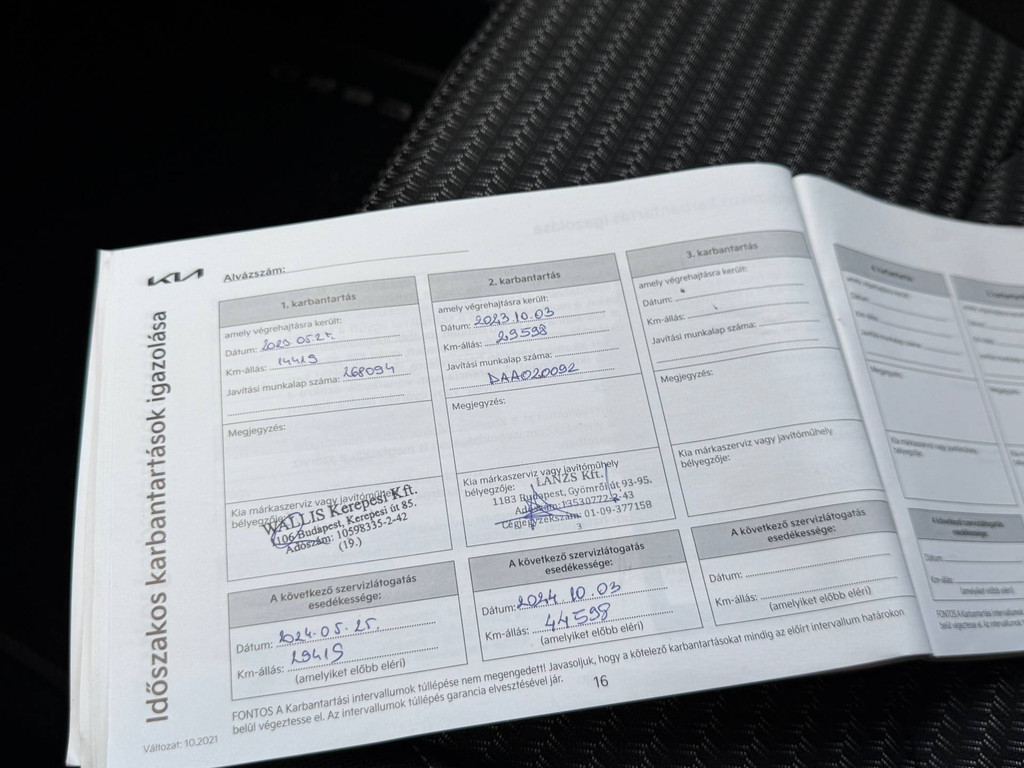 KIA
Alvázszám:
Időszakos karbantartások igazolása
1. karbantartás
amely végrehajtásra került:
Dátum: 2023.05.25.
Km-állás: 14419
Javítási munkalap száma: 268094
Megjegyzés:
Kia márkaszerviz vagy javítóműhely
bélyegzője:
WALLIS Kerepesi Kft.
1106 Budapest, Kerepesi út 85.
Adószám: 10598335-2-42
(19.)
A következő szervizlátogatás
esedékessége:
Dátum: 2024.05.25.
Km-állás: 29419
(amelyiket előbb eléri)
2. karbantartás
amely végrehajtásra került:
Dátum: 2023.10.03
Km-állás: 29598
Javítási munkalap száma:
DAA020092
Megjegyzés:
Kia márkaszerviz vagy javítóműhely
bélyegzője:
LANZS Kft.
1183 Budapest, Gyömrői út 93-95.
Adószám: 13530772-2-43
Cégjegyzékszám: 01-09-377158
3
A következő szervizlátogatás
esedékessége:
Dátum: 2024.10.03
Km-állás: 44598
(amelyiket előbb eléri)
3. karbantartás
amely végrehajtásra került:
Dátum:
Km-állás:
Javítási munkalap száma:
Megjegyzés:
Kia márkaszerviz vagy javítóműhely
bélyegzője:
A következő szervizlátogatás
esedékessége:
Dátum:
Km-állás:
(amelyiket előbb eléri)
FONTOS A Karbantartási intervallumok túllépése nem megengedett! Javasoljuk, hogy a kötelező karbantartásokat mindig az előírt intervallum határokon
belül végeztesse el. Az intervallumok túllépés garancia elvesztésével jár.
16
Változat: 10.2021